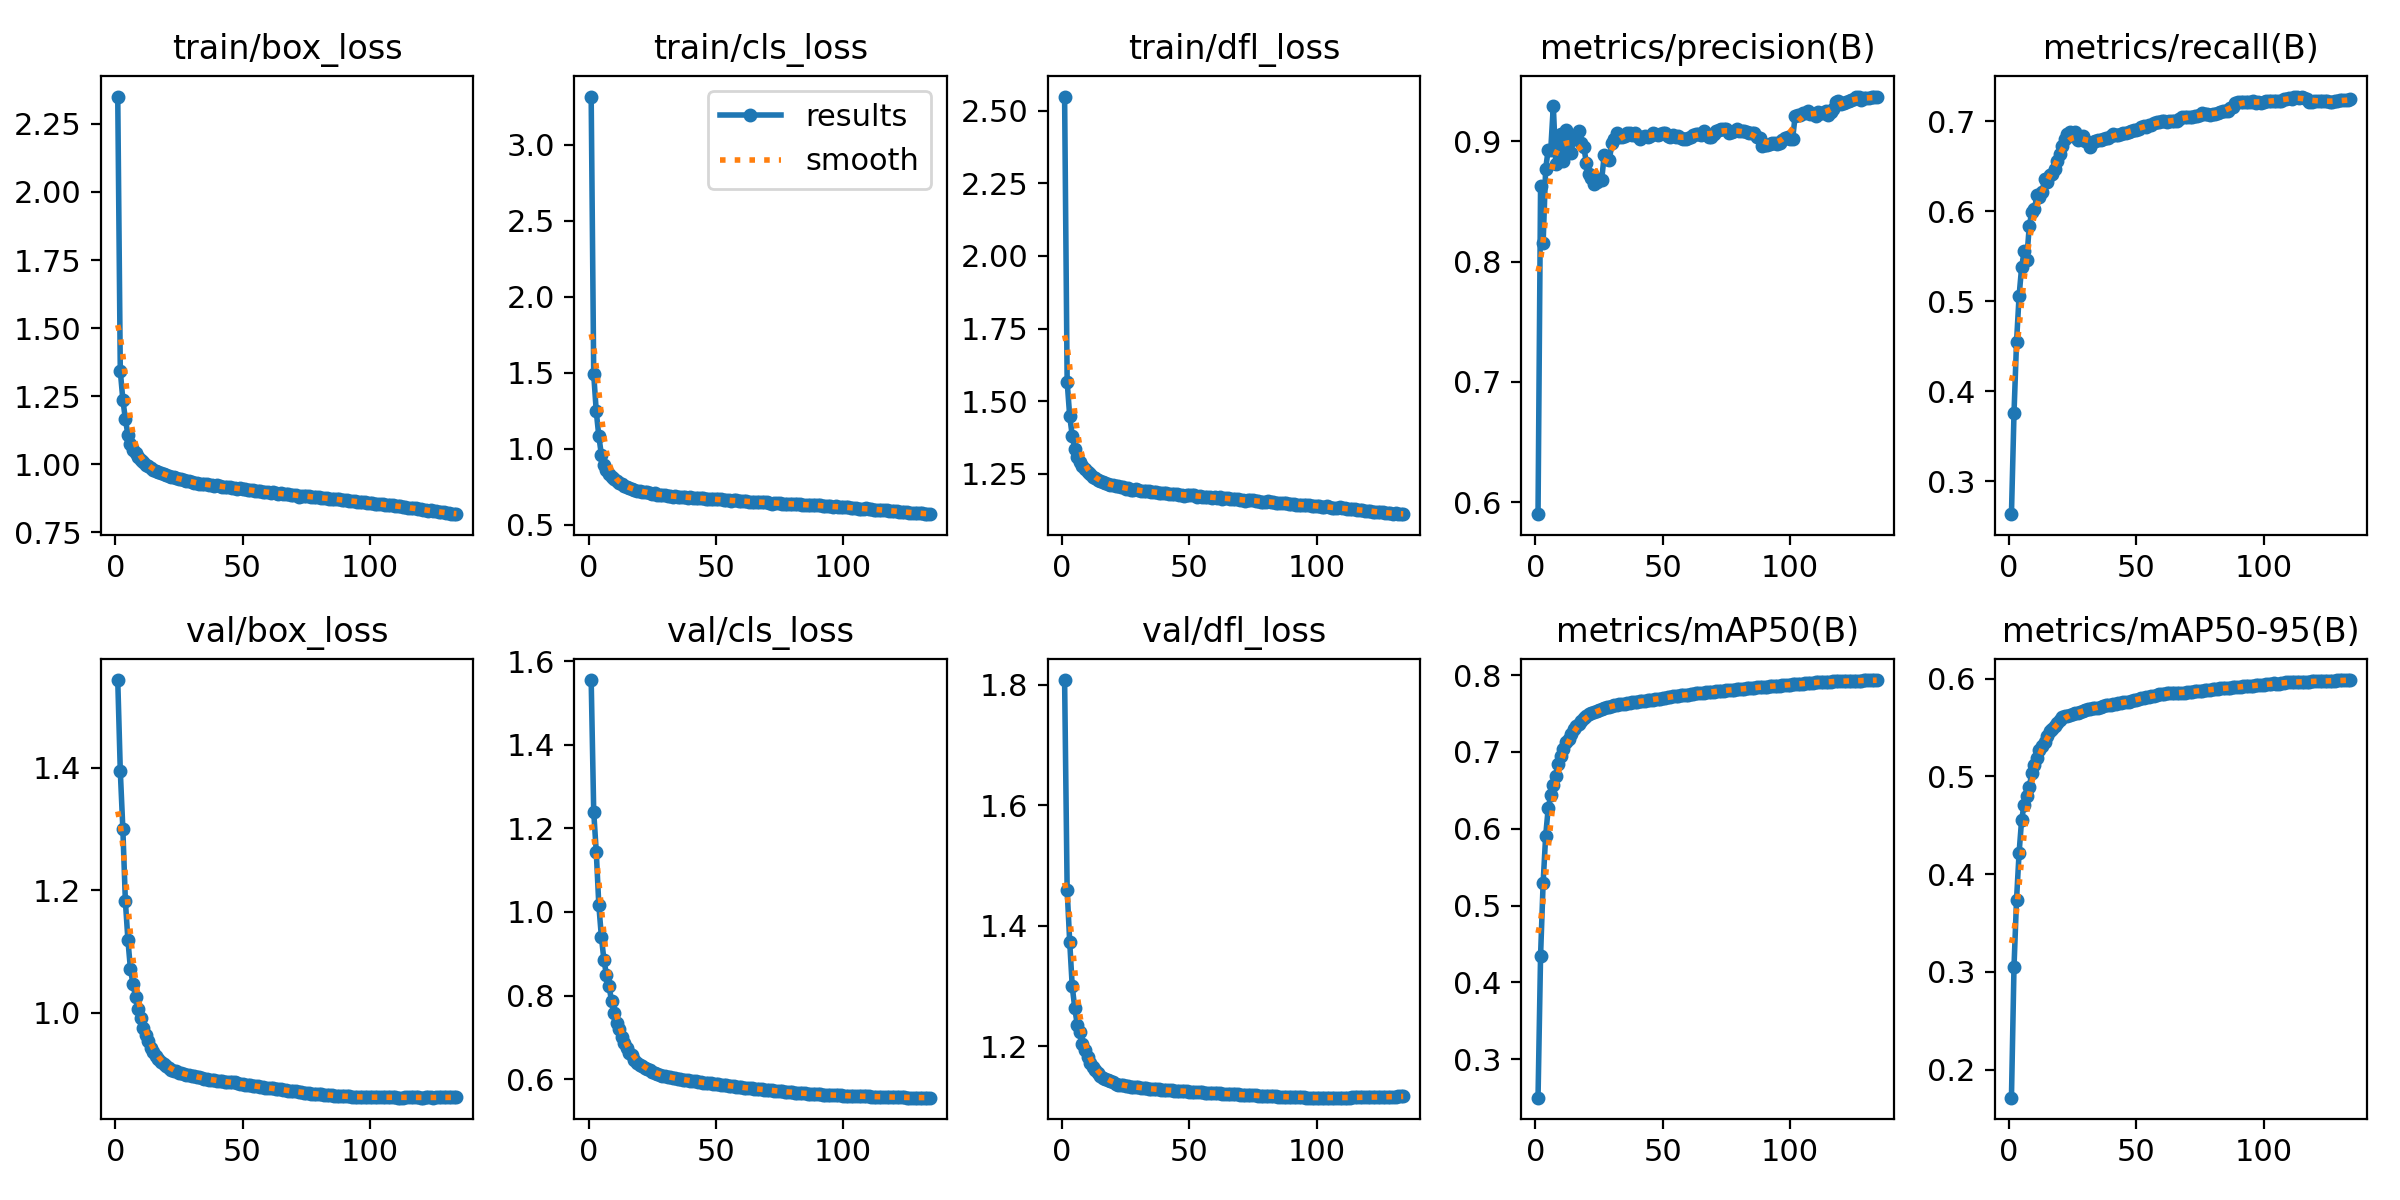 train/box_loss
2.25
2.00
1.75
1.50
1.25
1.00
0.75
0 50 100
train/cls_loss
results
smooth
3.0
2.5
2.0
1.5
1.0
0.5
0 50 100
train/dfl_loss
2.50
2.25
2.00
1.75
1.50
1.25
0 50 100
metrics/precision(B)
0.9
0.8
0.7
0.6
0 50 100
metrics/recall(B)
0.7
0.6
0.5
0.4
0.3
0 50 100
val/box_loss
1.4
1.2
1.0
0 50 100
val/cls_loss
1.6
1.4
1.2
1.0
0.8
0.6
0 50 100
val/dfl_loss
1.8
1.6
1.4
1.2
0 50 100
metrics/mAP50(B)
0.8
0.7
0.6
0.5
0.4
0.3
0 50 100
metrics/mAP50-95(B)
0.6
0.5
0.4
0.3
0.2
0 50 100